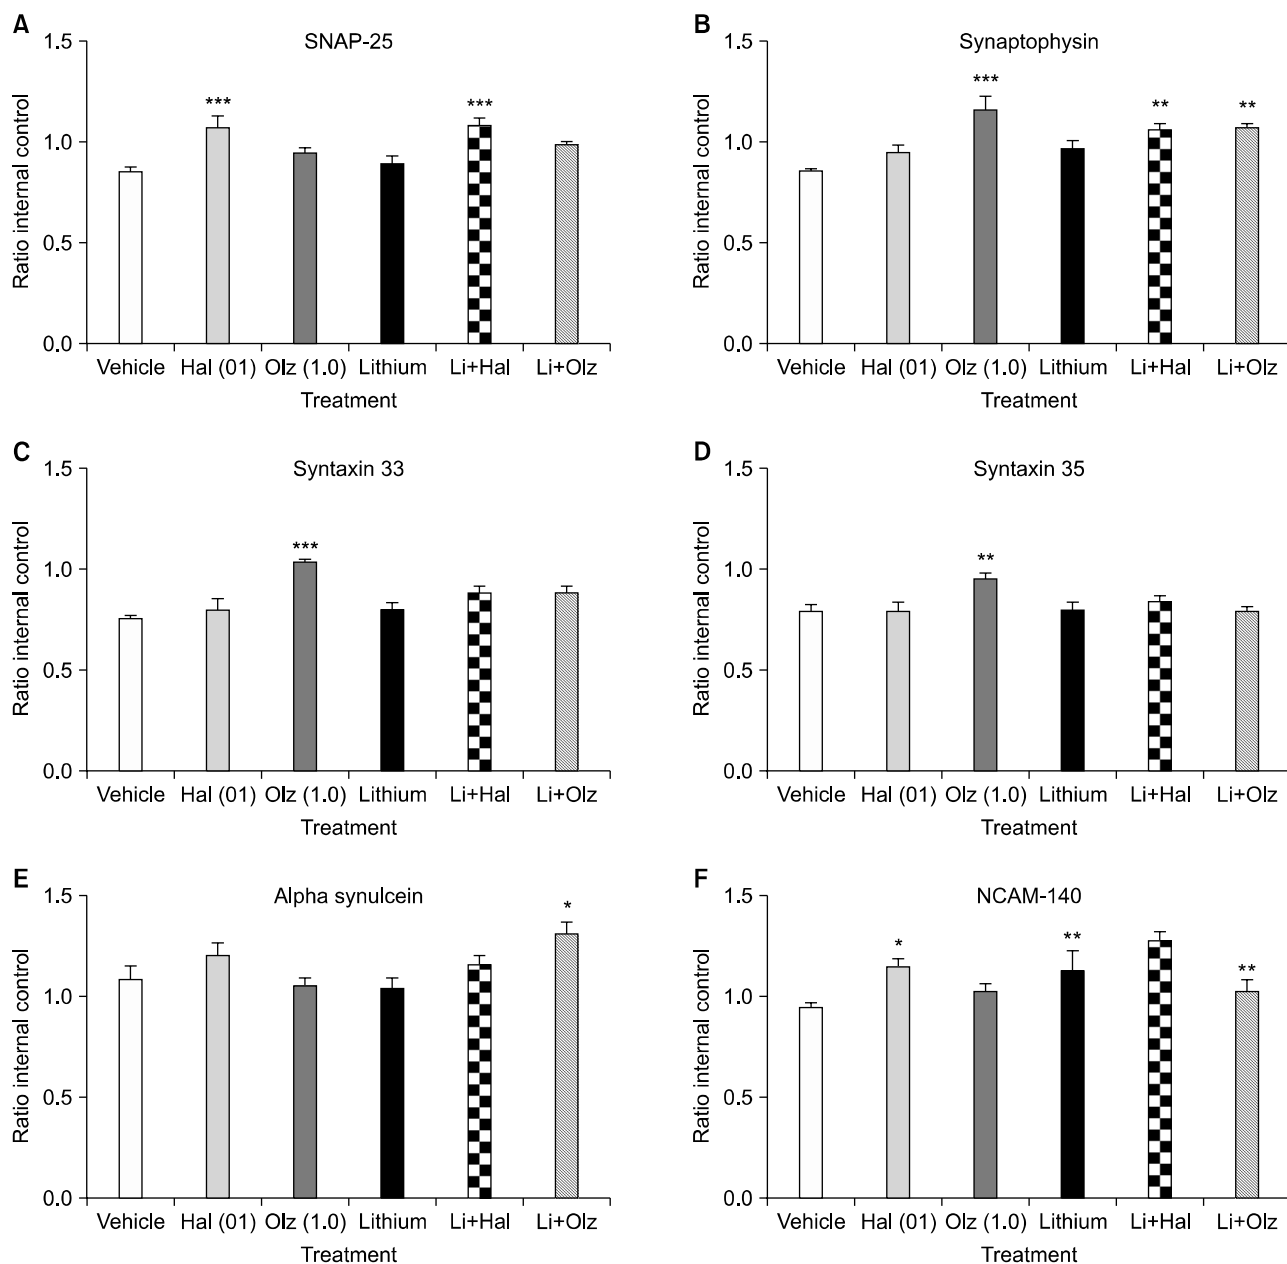 A
SNAP-25
Ratio internal control
1.5
1.0
0.5
0.0
***
***
Vehicle Hal (01) Olz (1.0) Lithium Li+Hal Li+Olz
Treatment
B
Synaptophysin
Ratio internal control
1.5
1.0
0.5
0.0
***
**
**
Vehicle Hal (01) Olz (1.0) Lithium Li+Hal Li+Olz
Treatment
C
Syntaxin 33
Ratio internal control
1.5
1.0
0.5
0.0
***
Vehicle Hal (01) Olz (1.0) Lithium Li+Hal Li+Olz
Treatment
D
Syntaxin 35
Ratio internal control
1.5
1.0
0.5
0.0
**
Vehicle Hal (01) Olz (1.0) Lithium Li+Hal Li+Olz
Treatment
E
Alpha synulcein
Ratio internal control
1.5
1.0
0.5
0.0
*
Vehicle Hal (01) Olz (1.0) Lithium Li+Hal Li+Olz
Treatment
F
NCAM-140
Ratio internal control
1.5
1.0
0.5
0.0
*
**
**
Vehicle Hal (01) Olz (1.0) Lithium Li+Hal Li+Olz
Treatment